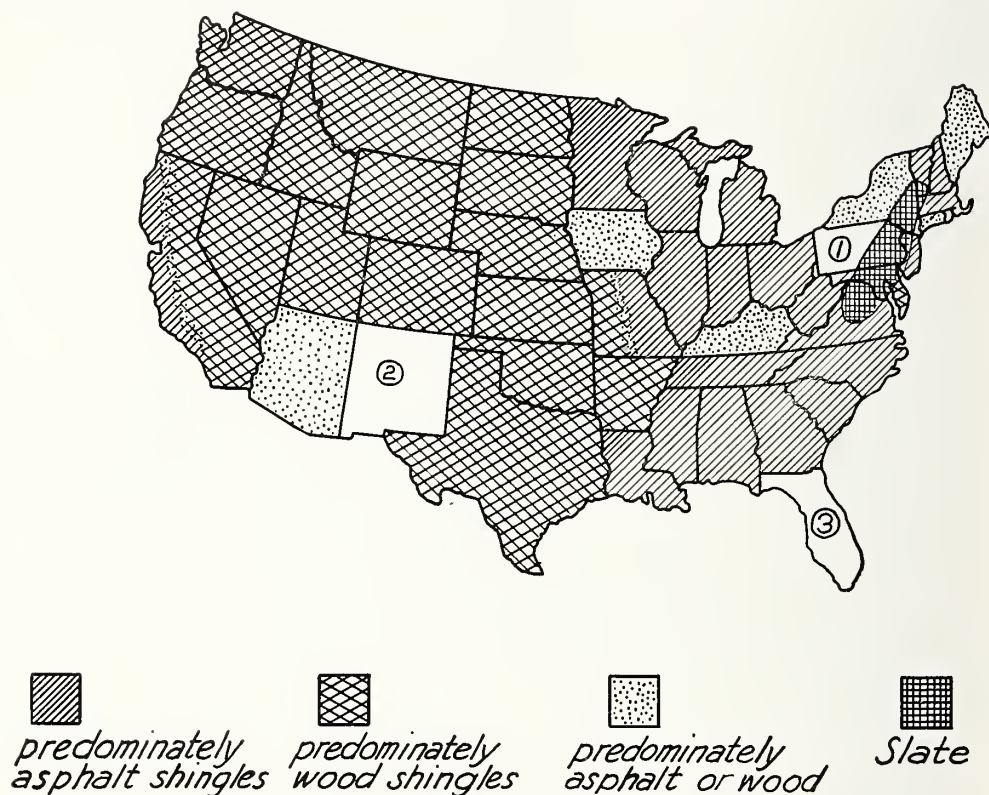 ①
②
③
predominately
asphalt shingles
predominately
wood shingles
predominately
asphalt or wood
Slate